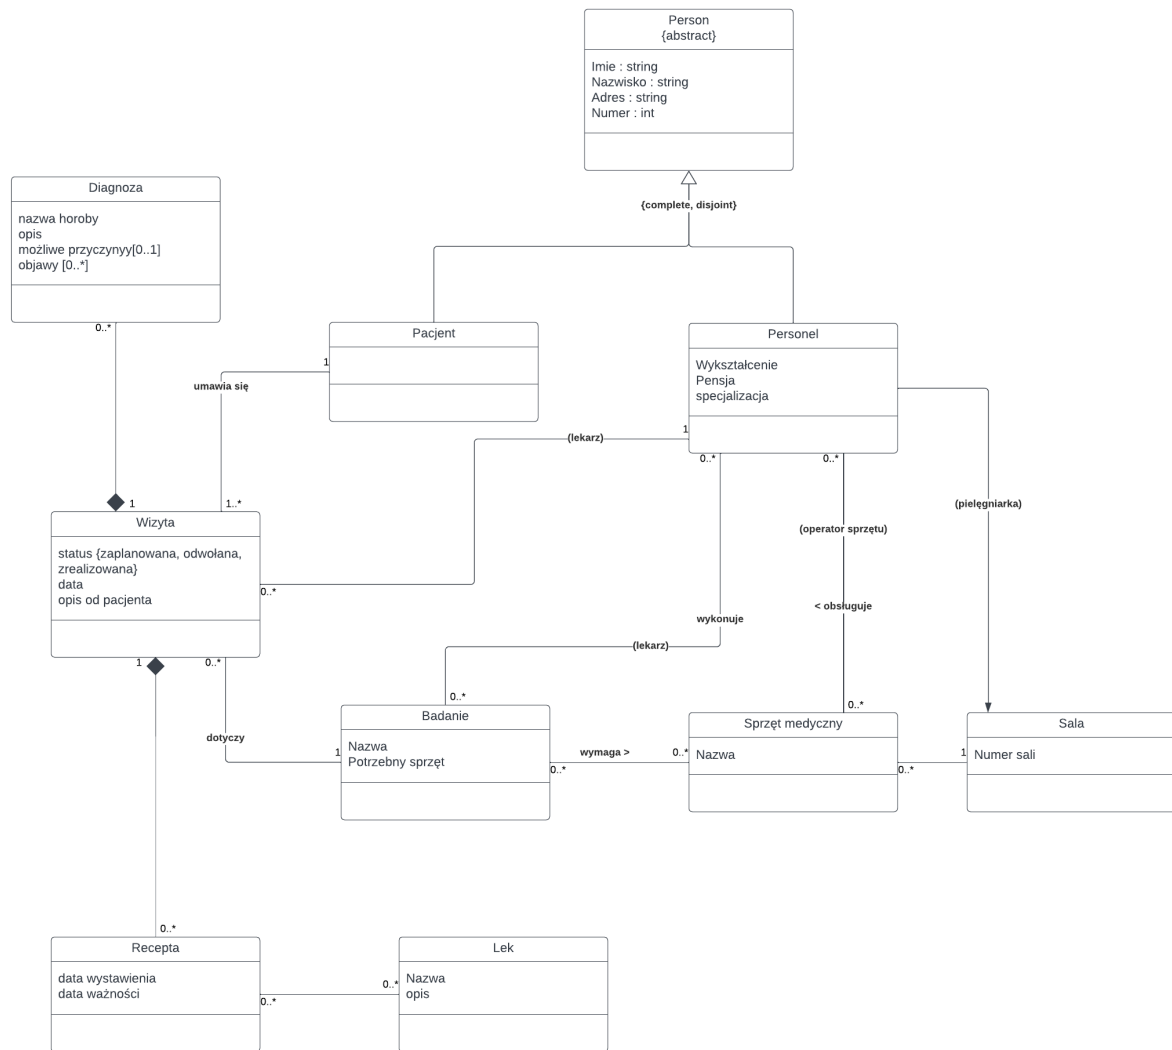 Person
{abstract}
Imie : string
Nazwisko : string
Adres : string
Numer : int
{complete, disjoint}
Diagnoza
nazwa horoby
opis
możliwe przyczynyy[0..1]
objawy [0..*]
0..*
Pacjent
1
umawia się
Personel
Wykształcenie
Pensja
specjalizacja
1
(lekarz)
0..*
0..*
1
1..*
(pielęgniarka)
(operator sprzętu)
Wizyta
status {zaplanowana, odwołana,
zrealizowana}
data
opis od pacjenta
0..*
< obsługuje
wykonuje
(lekarz)
1
0..*
0..*
0..*
Badanie
Nazwa
Potrzebny sprzęt
dotyczy
1
wymaga >
0..*
0..*
Sprzęt medyczny
Nazwa
0..*
1
Sala
Numer sali
0..*
Recepta
data wystawienia
data ważności
0..*
0..*
Lek
Nazwa
opis